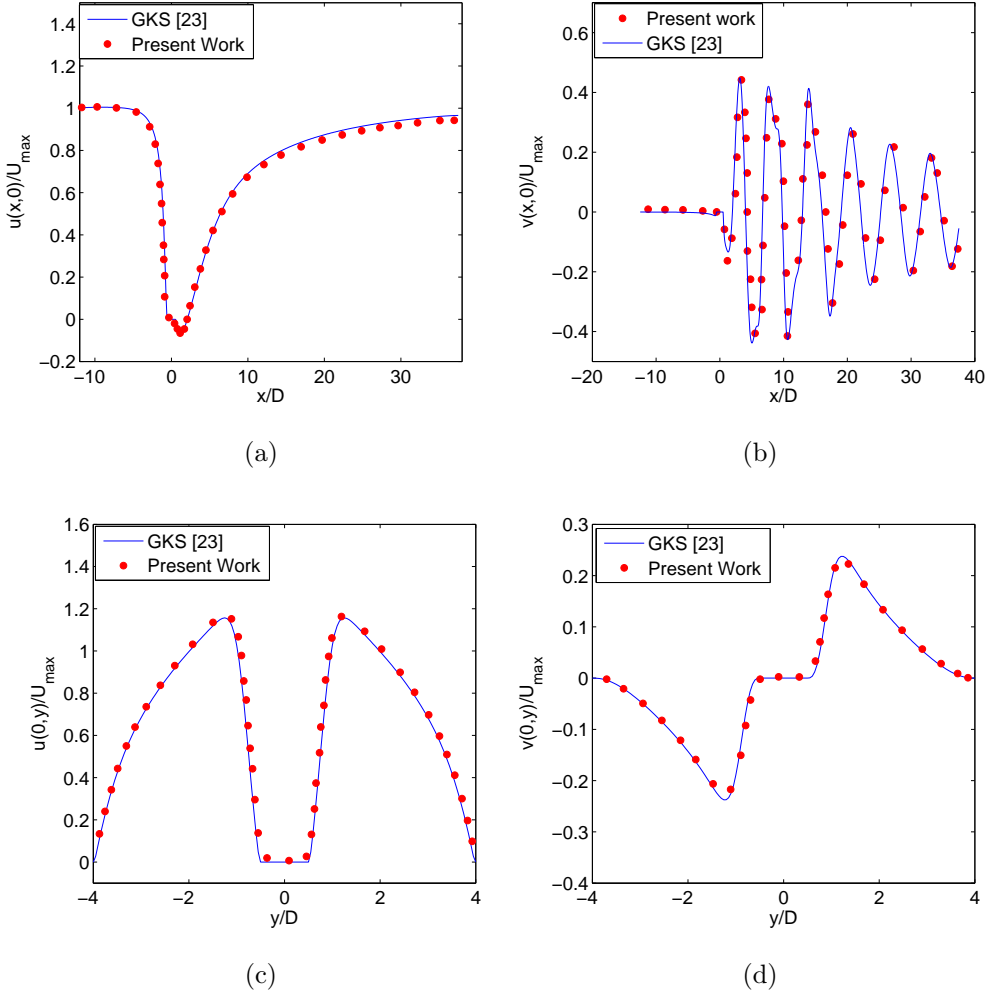 GKS [23]
Present Work
1.4
1.2
1
0.8
0.6
0.4
0.2
0
−0.2
u(x,0)/U_max
−10 0 10 20 30
x/D
(a)
Present work
GKS [23]
0.6
0.4
0.2
0
−0.2
−0.4
v(x,0)/U_max
−20 −10 0 10 20 30 40
x/D
(b)
GKS [23]
Present Work
1.6
1.4
1.2
1
0.8
0.6
0.4
0.2
0
u(0,y)/U_max
−4 −2 0 2 4
y/D
(c)
GKS [23]
Present Work
0.3
0.2
0.1
0
−0.1
−0.2
−0.3
−0.4
v(0,y)/U_max
−4 −2 0 2 4
y/D
(d)